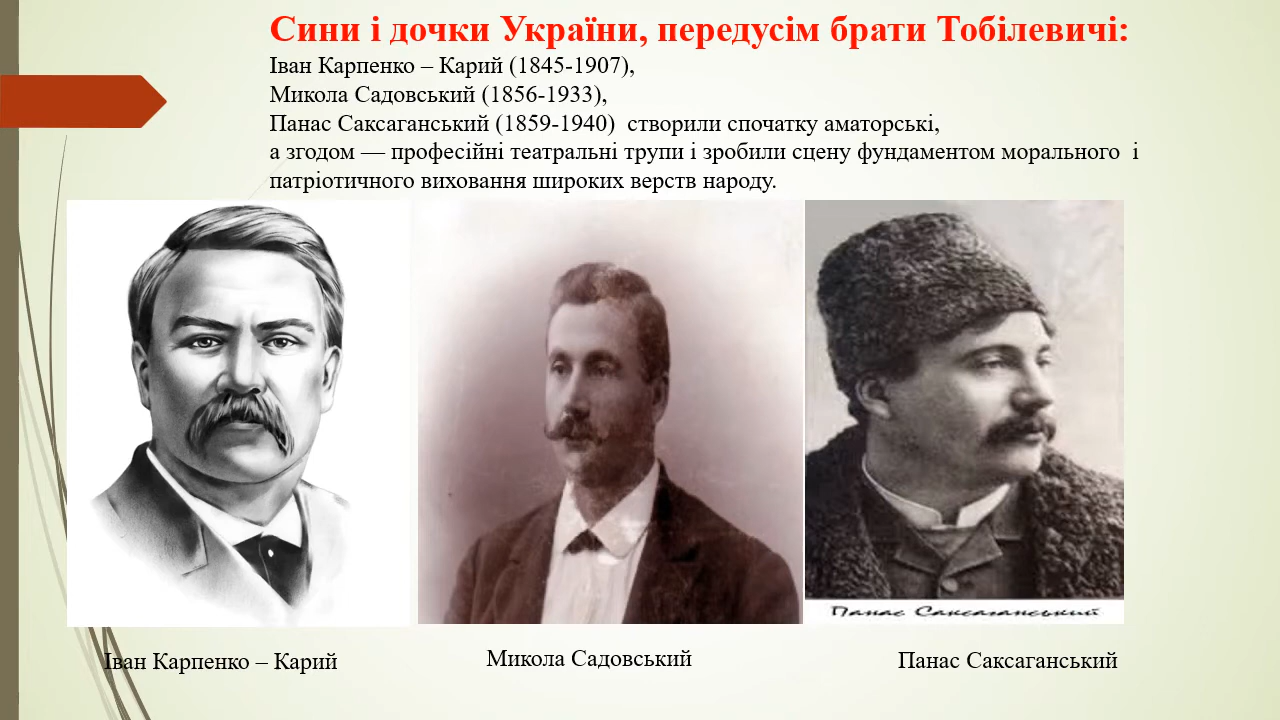 Сини і дочки України, передусім брати Тобілевичі:
Іван Карпенко – Карий (1845-1907),
Микола Садовський (1856-1933),
Панас Саксаганський (1859-1940)  створили спочатку аматорські,
а згодом — професійні театральні трупи і зробили сцену фундаментом морального  і
патріотичного виховання широких верств народу.
Панас Саксаганський
Іван Карпенко – Карий
Микола Садовський
Панас Саксаганський